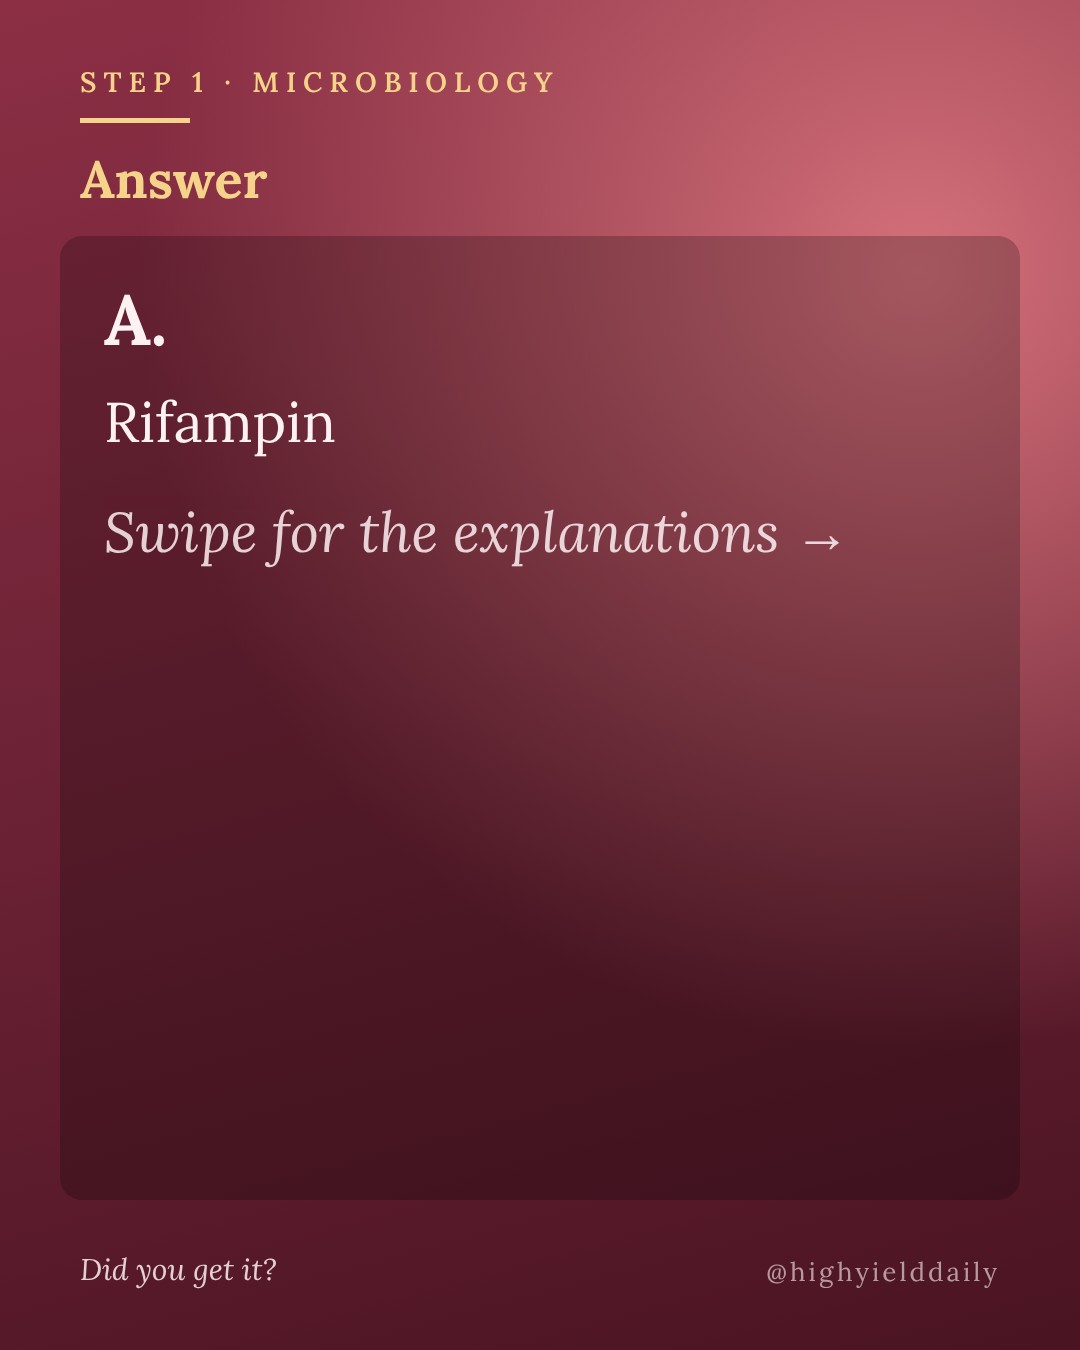 STEP 1 · MICROBIOLOGY
Answer
A.
Rifampin
Swipe for the explanations →
Did you get it?
@highyielddaily